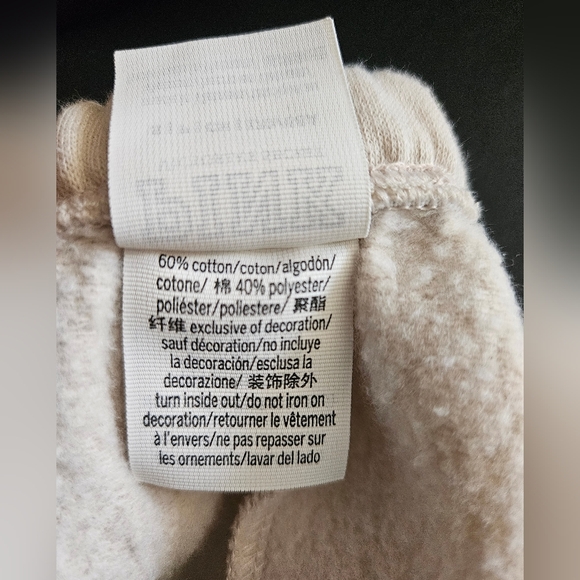 PINK
60% cotton/coton/algodón/
cotone/ 棉 40% polyester/
poliéster/poliestere/ 聚酯
纤维 exclusive of decoration/
sauf décoration/no incluye
la decoración/esclusa la
decorazione/ 装饰除外
turn inside out/do not iron on
decoration/retourner le vêtement
à l'envers/ne pas repasser sur
les ornements/lavar del lado